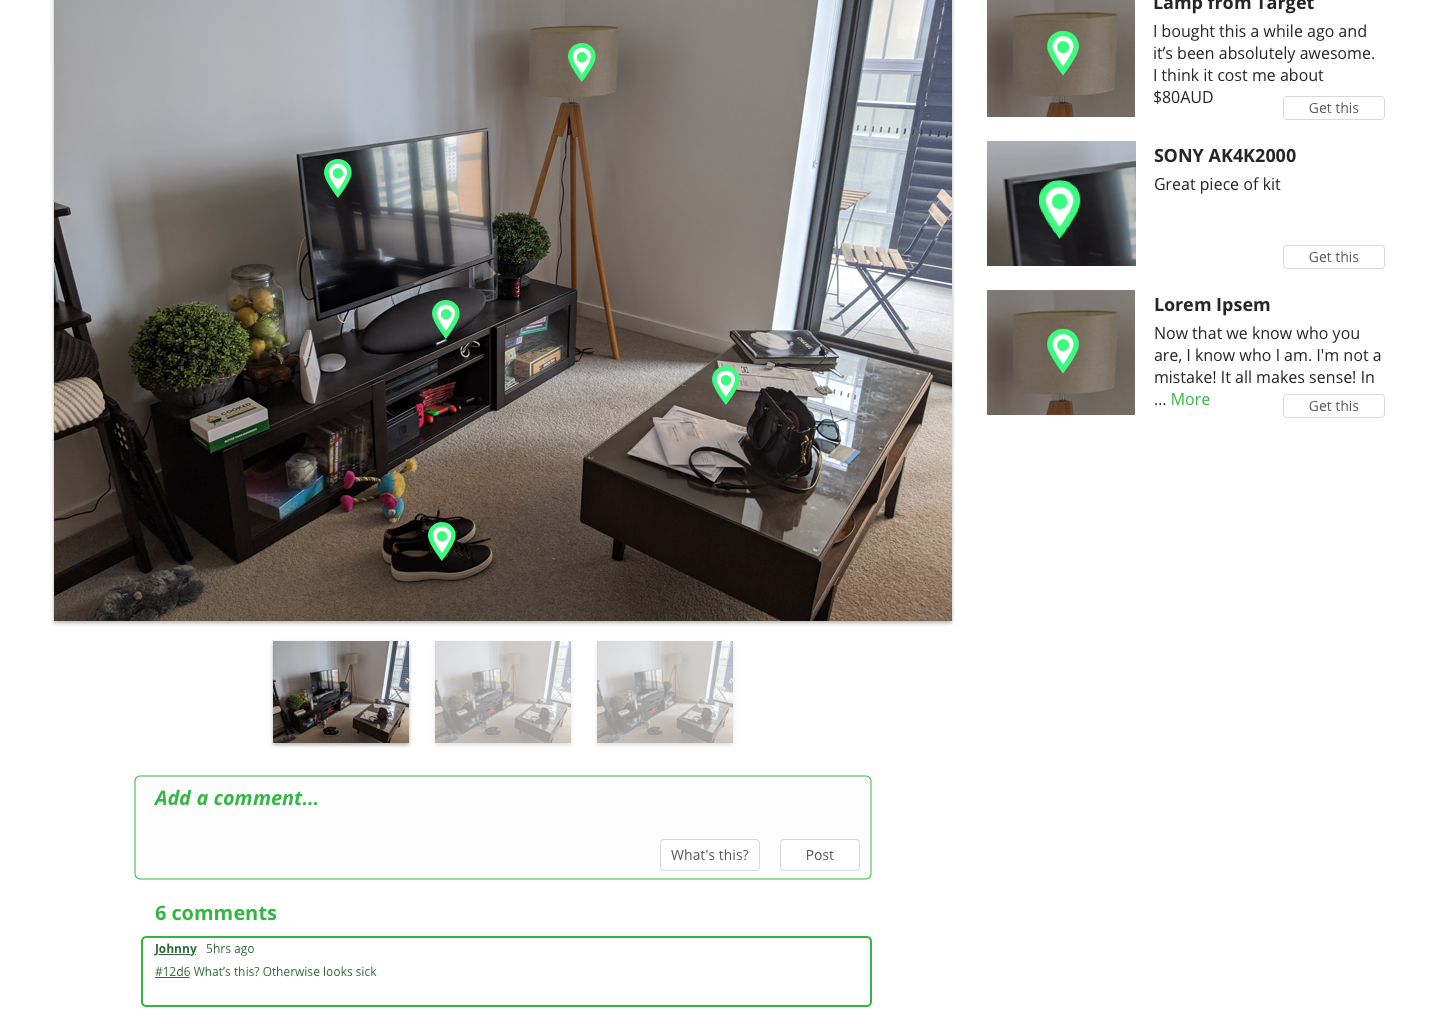 Lamp from Target
I bought this a while ago and
it's been absolutely awesome.
I think it cost me about
$80AUD
Get this
SONY AK4K2000
Great piece of kit
Get this
Lorem Ipsem
Now that we know who you
are, I know who I am. I'm not a
mistake! It all makes sense! In
... More
Get this
Add a comment...
What's this?
Post
6 comments
Johnny 5hrs ago
#12d6 What's this? Otherwise looks sick